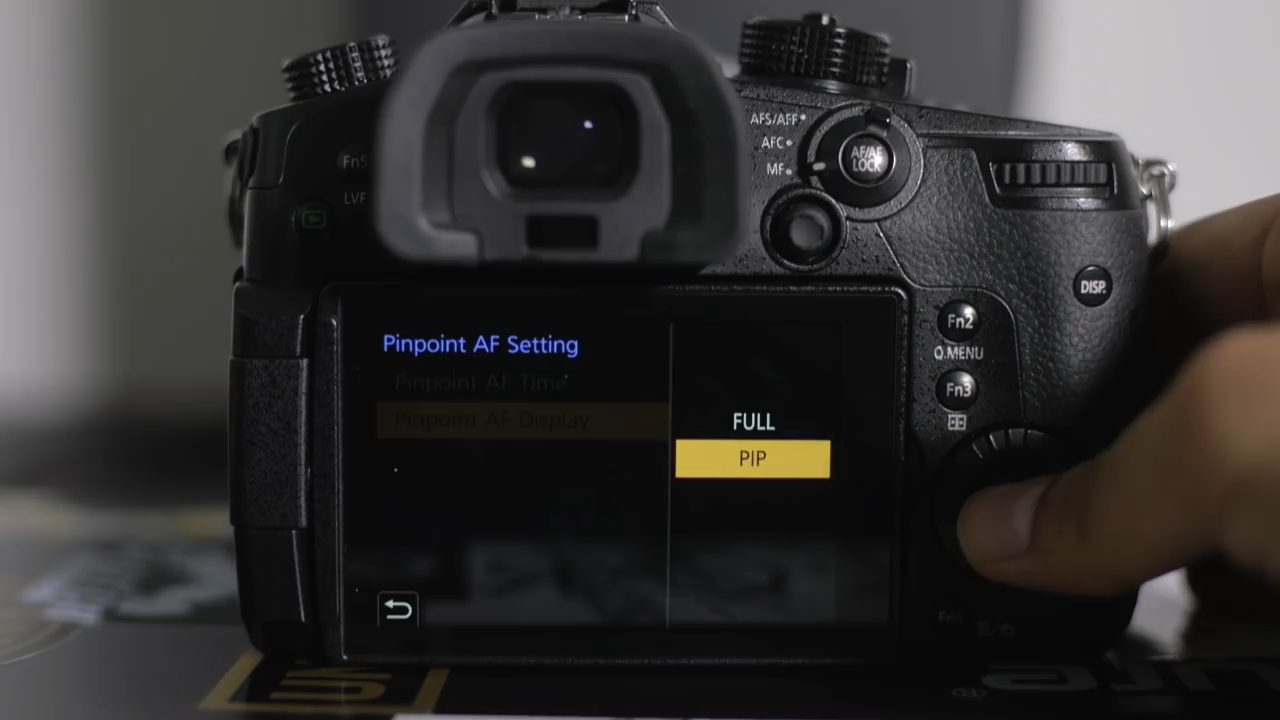 AFS/AFF
AFC
MF
AF/AF
LOCK
Fn5
LVF
DISP.
Fn2
Q.MENU
Fn3
Pinpoint AF Setting
Pinpoint AF Time
Pinpoint AF Display
FULL
PIP